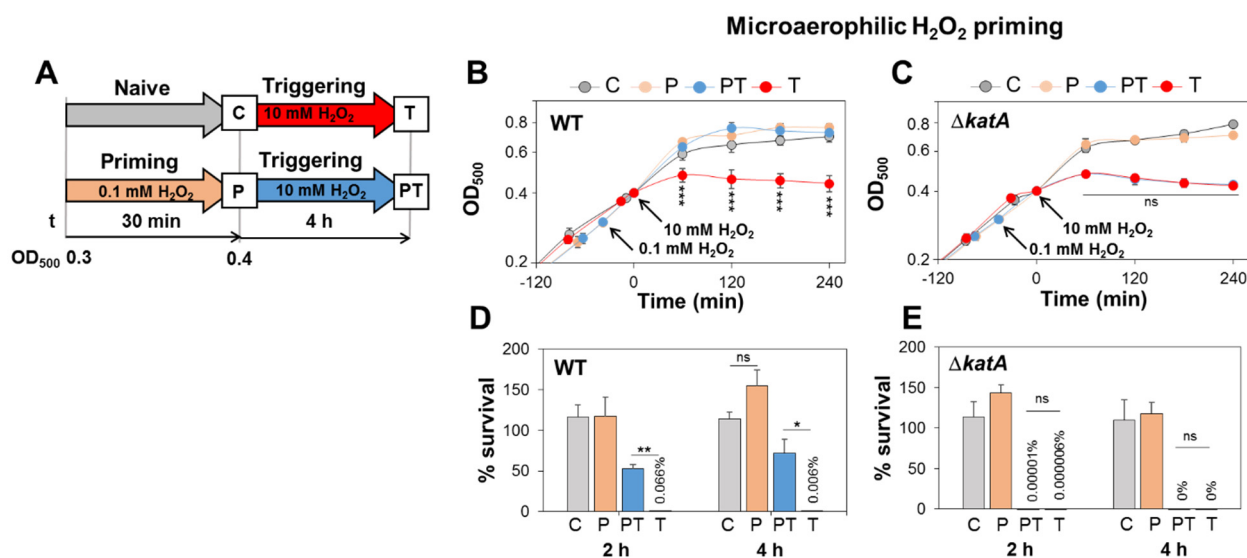 Microaerophilic H₂O₂ priming
A
Naive
Triggering
C
10 mM H₂O₂
T
Priming
Triggering
0.1 mM H₂O₂
P
10 mM H₂O₂
PT
t
30 min
4 h
OD₅₀₀ 0.3
0.4
B
C P PT T
WT
0.8
0.6
0.4
0.2
OD₅₀₀
10 mM H₂O₂
0.1 mM H₂O₂
****
****
****
***
-120 0 120 240
Time (min)
C
C P PT T
ΔkatA
0.8
0.6
0.4
0.2
OD₅₀₀
ns
10 mM H₂O₂
0.1 mM H₂O₂
-120 0 120 240
Time (min)
D
WT
200
150
100
50
0
% survival
ns
**
*
0.066%
0.006%
C P PT T C P PT T
2 h 4 h
E
ΔkatA
200
150
100
50
0
% survival
ns
ns
0.00001%
0.000006%
0%
0%
C P PT T C P PT T
2 h 4 h